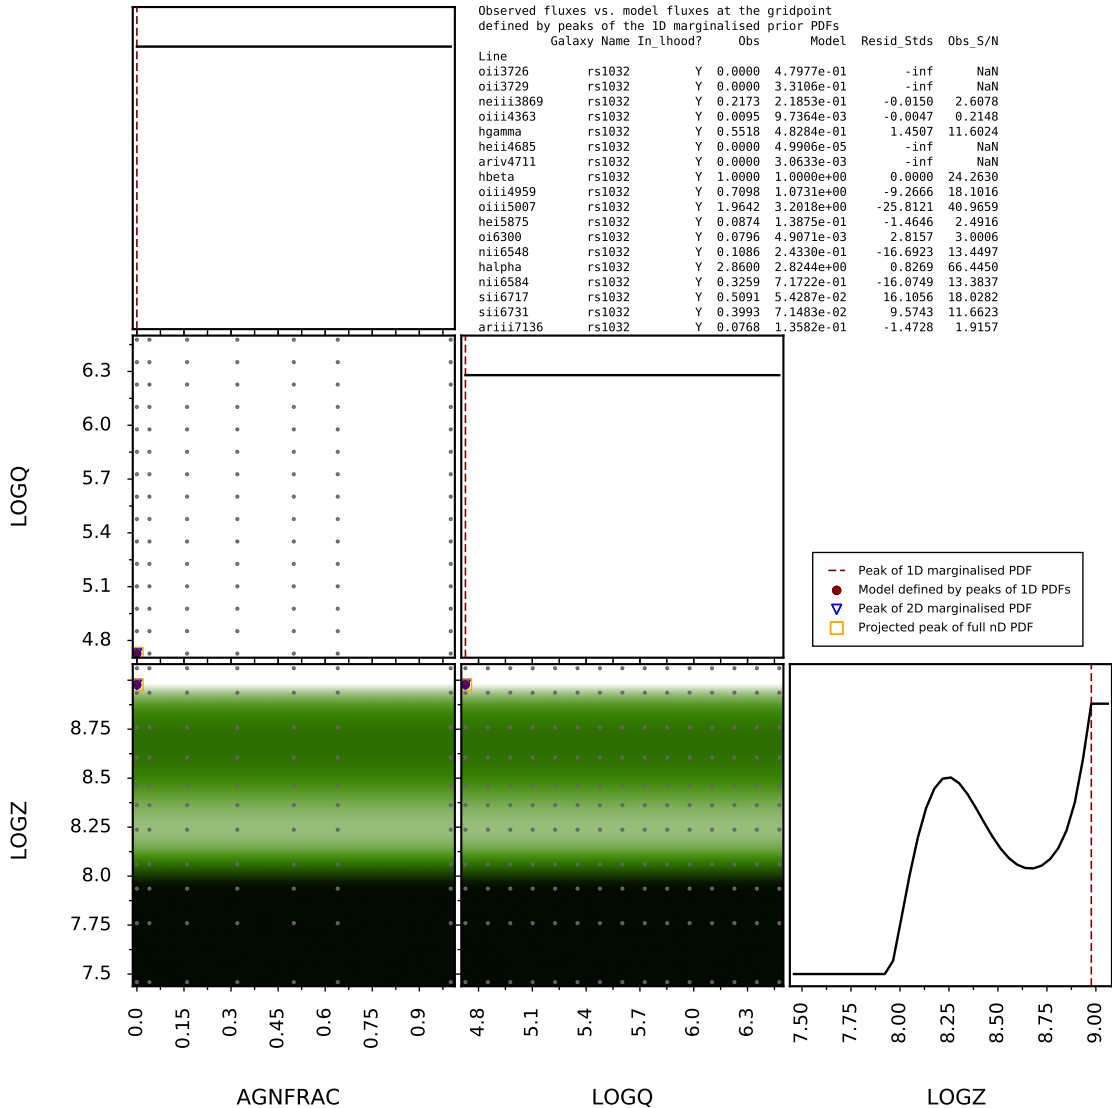 Observed fluxes vs. model fluxes at the gridpoint
defined by peaks of the 1D marginalised prior PDFs
Galaxy Name In_lhood? Obs Model Resid_Stds Obs_S/N
Line
oii3726 rs1032 Y 0.0000 4.7977e-01 -inf NaN
oii3729 rs1032 Y 0.0000 3.3106e-01 -inf NaN
neiii3869 rs1032 Y 0.2173 2.1853e-01 -0.0150 2.6078
oiii4363 rs1032 Y 0.0095 9.7364e-03 -0.0047 0.2148
hgamma rs1032 Y 0.5518 4.8284e-01 1.4507 11.6024
heii4685 rs1032 Y 0.0000 4.9906e-05 -inf NaN
ariv4711 rs1032 Y 0.0000 3.0633e-03 -inf NaN
hbeta rs1032 Y 1.0000 1.0000e+00 0.0000 24.2630
oiii4959 rs1032 Y 0.7098 1.0731e+00 -9.2666 18.1016
oiii5007 rs1032 Y 1.9642 3.2018e+00 -25.8121 40.9659
hei5875 rs1032 Y 0.0874 1.3875e-01 -1.4646 2.4916
oi6300 rs1032 Y 0.0796 4.9071e-03 2.8157 3.0006
nii6548 rs1032 Y 0.1086 2.4330e-01 -16.6923 13.4497
halpha rs1032 Y 2.8600 2.8244e+00 0.8269 66.4450
nii6584 rs1032 Y 0.3259 7.1722e-01 -16.0749 13.3837
sii6717 rs1032 Y 0.5091 5.4287e-02 16.1056 18.0282
sii6731 rs1032 Y 0.3993 7.1483e-02 9.5743 11.6623
ariii7136 rs1032 Y 0.0768 1.3582e-01 -1.4728 1.9157
LOGQ
6.3
6.0
5.7
5.4
5.1
4.8
Peak of 1D marginalised PDF
Model defined by peaks of 1D PDFs
Peak of 2D marginalised PDF
Projected peak of full nD PDF
LOGZ
8.75
8.5
8.25
8.0
7.75
7.5
0.0 0.15 0.3 0.45 0.6 0.75 0.9
4.8 5.1 5.4 5.7 6.0 6.3
7.50 7.75 8.00 8.25 8.50 8.75 9.00
AGNFRAC LOGQ LOGZ